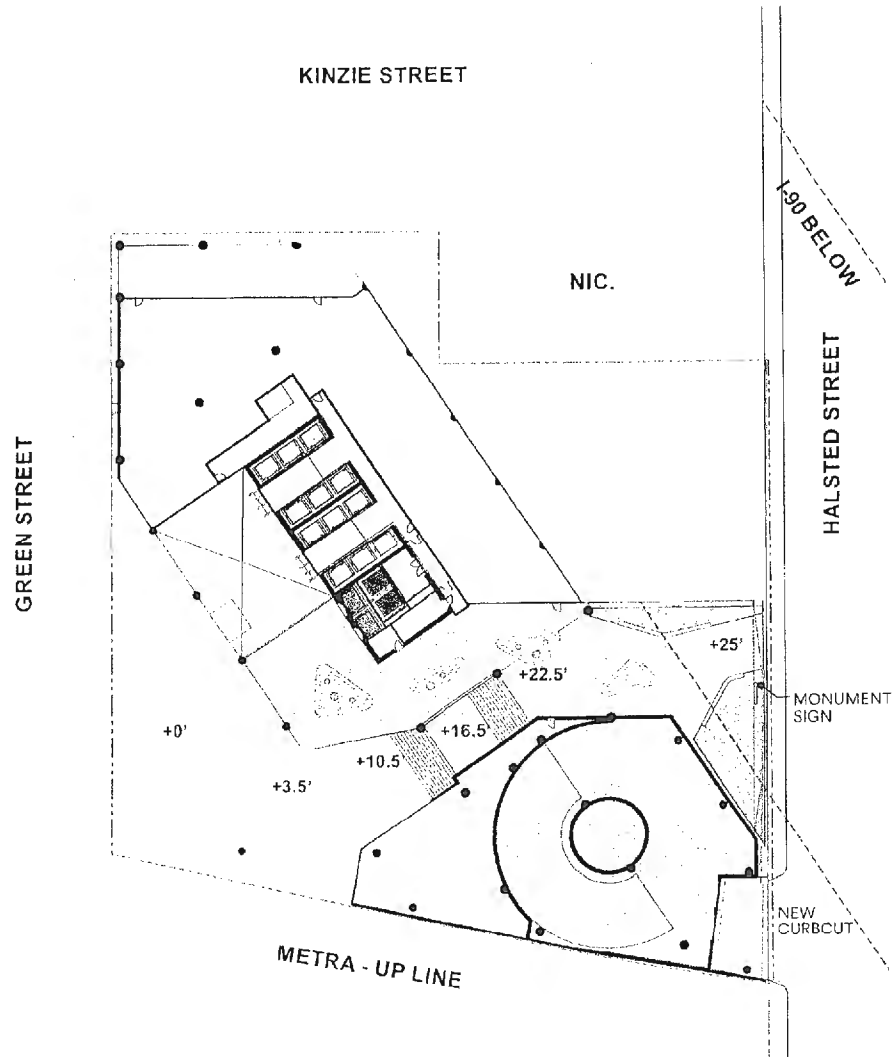 KINZIE STREET
I-90 BELOW
NIC.
HALSTED STREET
GREEN STREET
+25'
+22.5'
MONUMENT
SIGN
+0'
+16.5'
+10.5'
+3.5'
NEW
CURBCUT
METRA - UP LINE